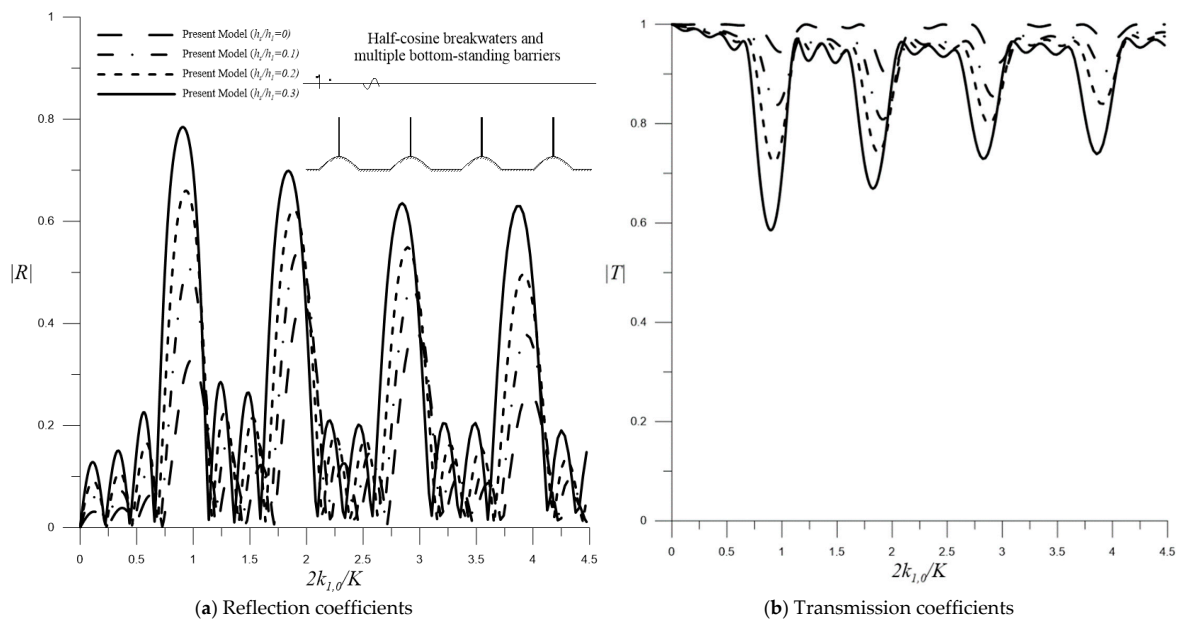 1
0.8
0.6
|R|
0.4
0.2
0
0 0.5 1 1.5 2 2.5 3 3.5 4 4.5
2k1,0/K
Present Model (hz/h1=0)
Present Model (hz/h1=0.1)
Present Model (hz/h1=0.2)
Present Model (hz/h1=0.3)
Half-cosine breakwaters and
multiple bottom-standing barriers
(a) Reflection coefficients
1
0.8
0.6
|T|
0.4
0.2
0
0 0.5 1 1.5 2 2.5 3 3.5 4 4.5
2k1,0/K
(b) Transmission coefficients